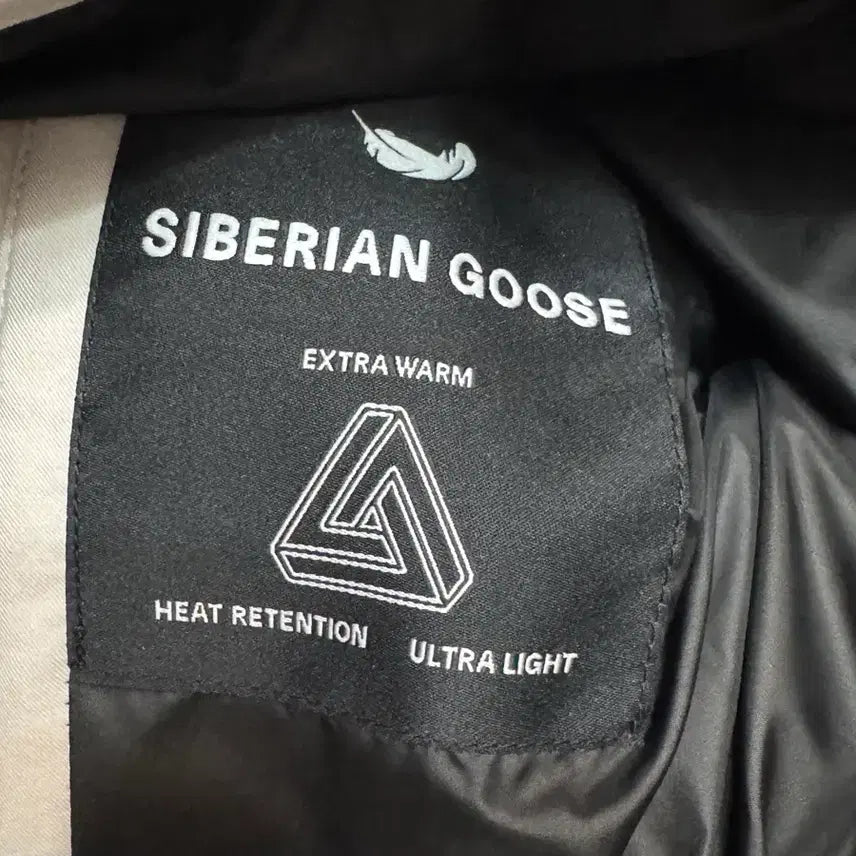 SIBERIAN GOOSE
EXTRA WARM
HEAT RETENTION
ULTRA LIGHT